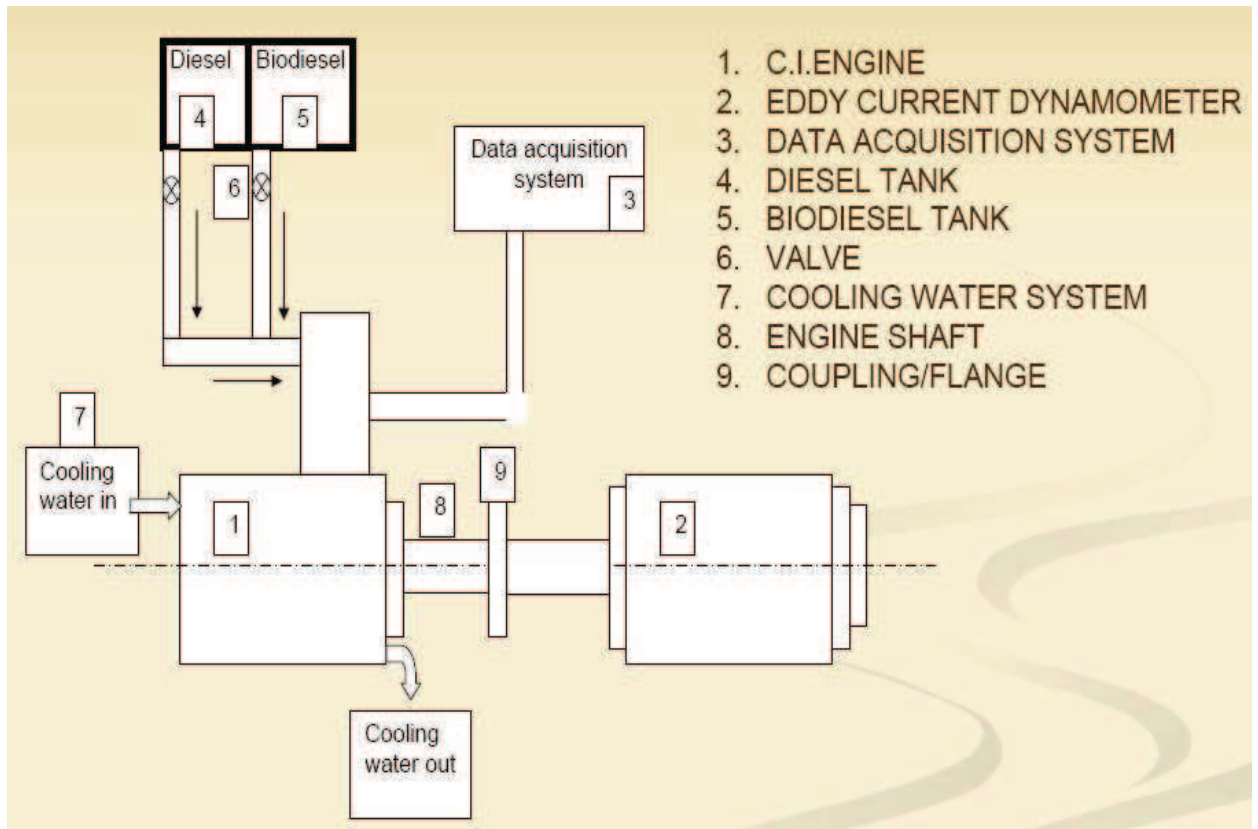 Diesel Biodiesel
4
5
6
Data acquisition
system
3
7
Cooling
water in
1
8
9
2
Cooling
water out
1. C.I.ENGINE
2. EDDY CURRENT DYNAMOMETER
3. DATA ACQUISITION SYSTEM
4. DIESEL TANK
5. BIODIESEL TANK
6. VALVE
7. COOLING WATER SYSTEM
8. ENGINE SHAFT
9. COUPLING/FLANGE